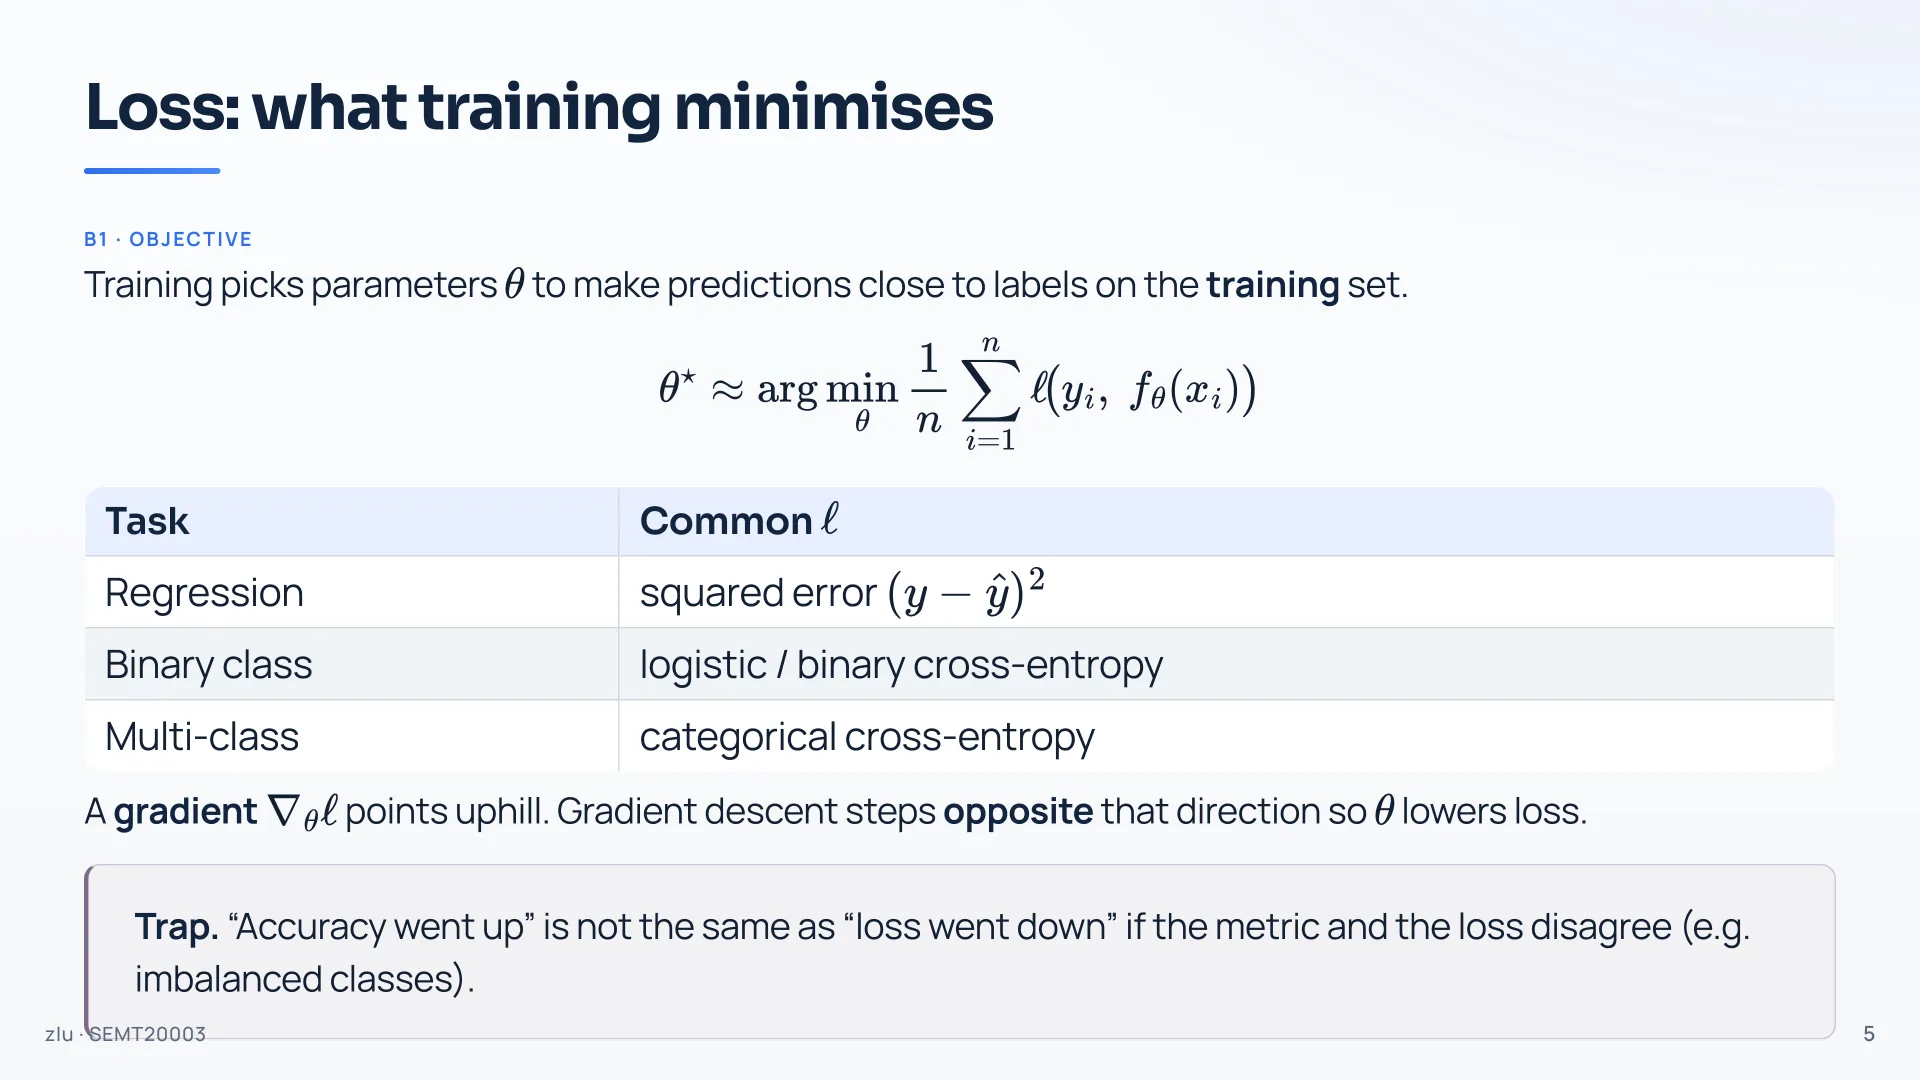 Loss: what training minimises
B1 · OBJECTIVE
Training picks parameters θ to make predictions close to labels on the training set.
θ⋆ ≈ arg min_θ 1/n ∑_{i=1}^{n} ℓ(y_i, f_θ(x_i))
Task Common ℓ
Regression squared error (y − ŷ)²
Binary class logistic / binary cross-entropy
Multi-class categorical cross-entropy
A gradient ∇_θℓ points uphill. Gradient descent steps opposite that direction so θ lowers loss.
Trap. “Accuracy went up” is not the same as “loss went down” if the metric and the loss disagree (e.g.
imbalanced classes).
zlu · SEMT20003
5